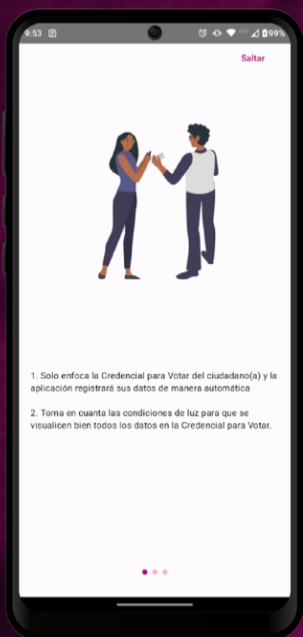 9:53
99%
Saltar
1. Solo enfoca la Credencial para Votar del ciudadano(a) y la
aplicación registrará sus datos de manera automática
2. Toma en cuenta las condiciones de luz para que se
visualicen bien todos los datos en la Credencial para Votar.